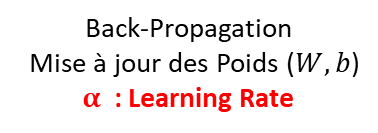 Back-Propagation
Mise à jour des Poids (W, b)
α : Learning Rate